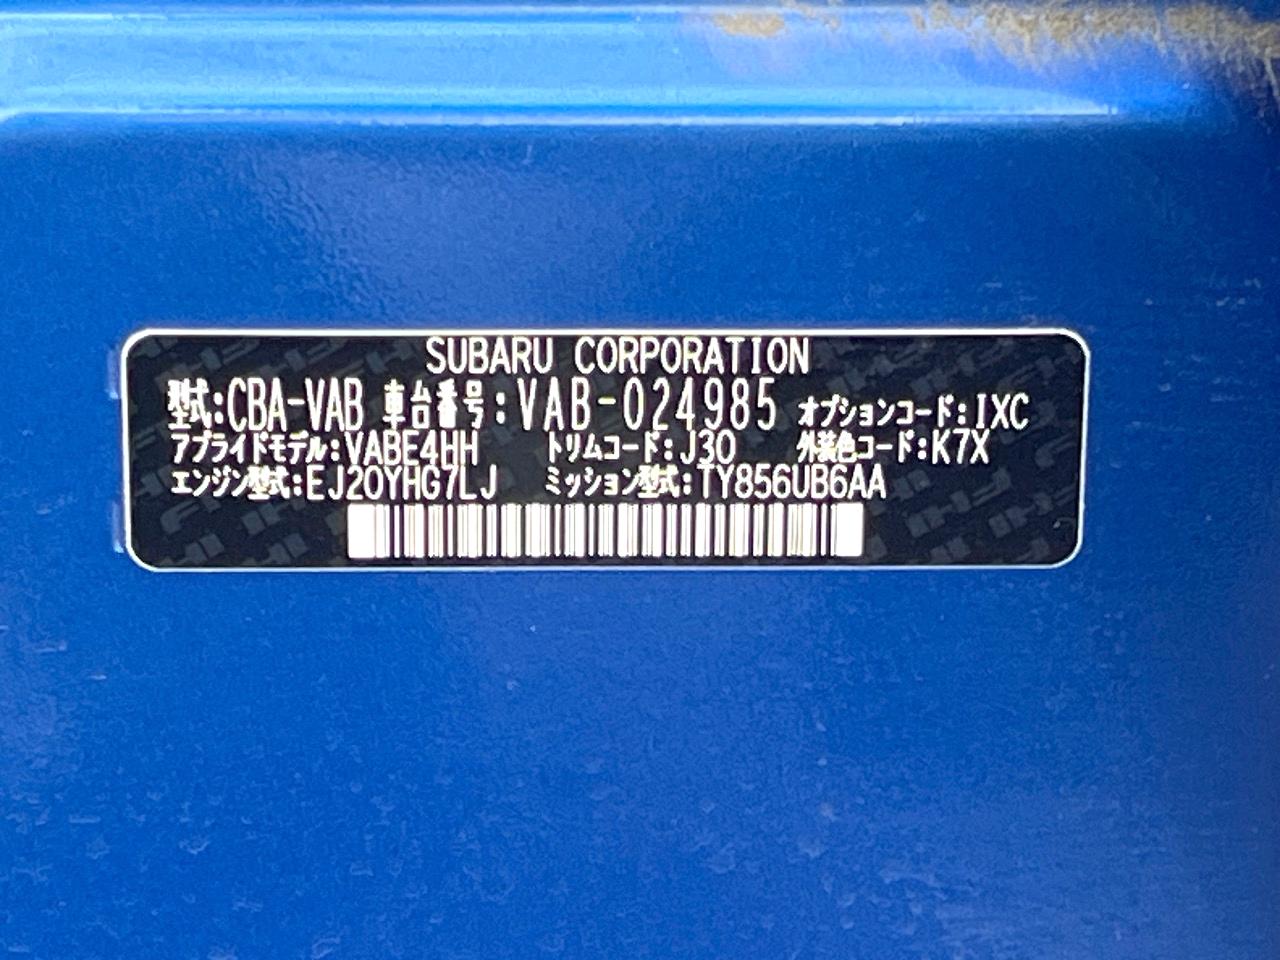 SUBARU CORPORATION
型式:CBA-VAB 車台番号:VAB-024985 オプションコード:IXC
アプライドモデル:VABE4HH トリムコード:J30 外装色コード:K7X
エンジン型式:EJ20YHG7LJ ミッション型式:TY856UB6AA